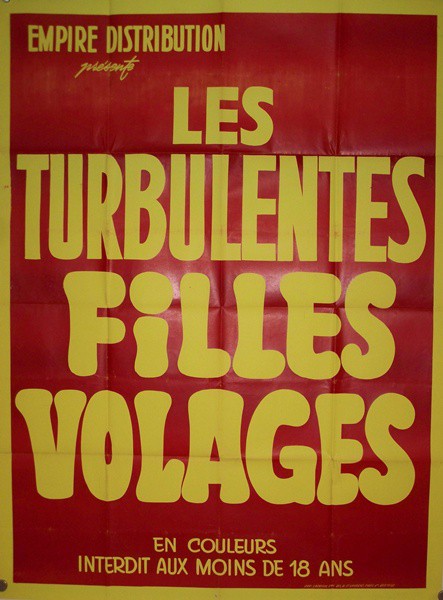 EMPIRE DISTRIBUTION
présente
LES
TURBULENTES
FiLLES
VOLAGES
EN COULEURS
INTERDIT AUX MOINS DE 18 ANS